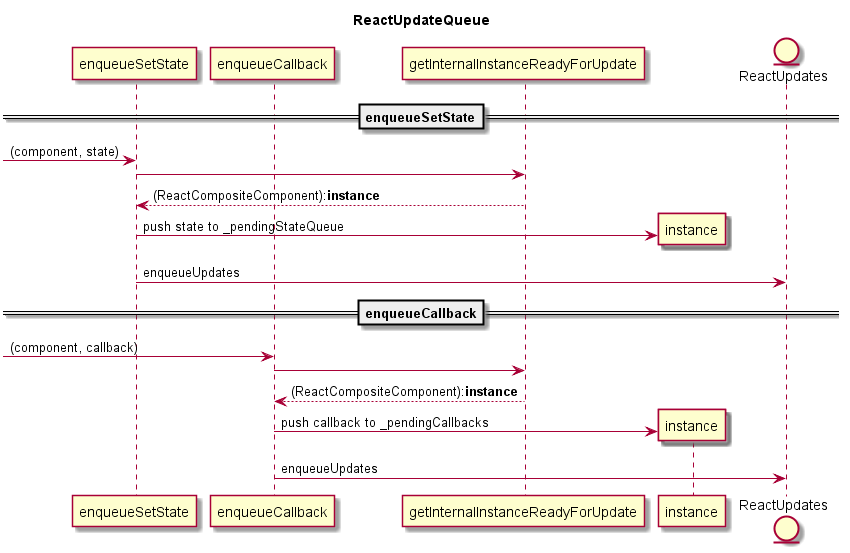 ReactUpdateQueue
enqueueSetState
enqueueCallback
getInternalInstanceReadyForUpdate
ReactUpdates
enqueueSetState
(component, state)
(ReactCompositeComponent):instance
push state to _pendingStateQueue
instance
enqueueUpdates
enqueueCallback
(component, callback)
(ReactCompositeComponent):instance
push callback to _pendingCallbacks
instance
enqueueUpdates
enqueueSetState
enqueueCallback
getInternalInstanceReadyForUpdate
instance
ReactUpdates